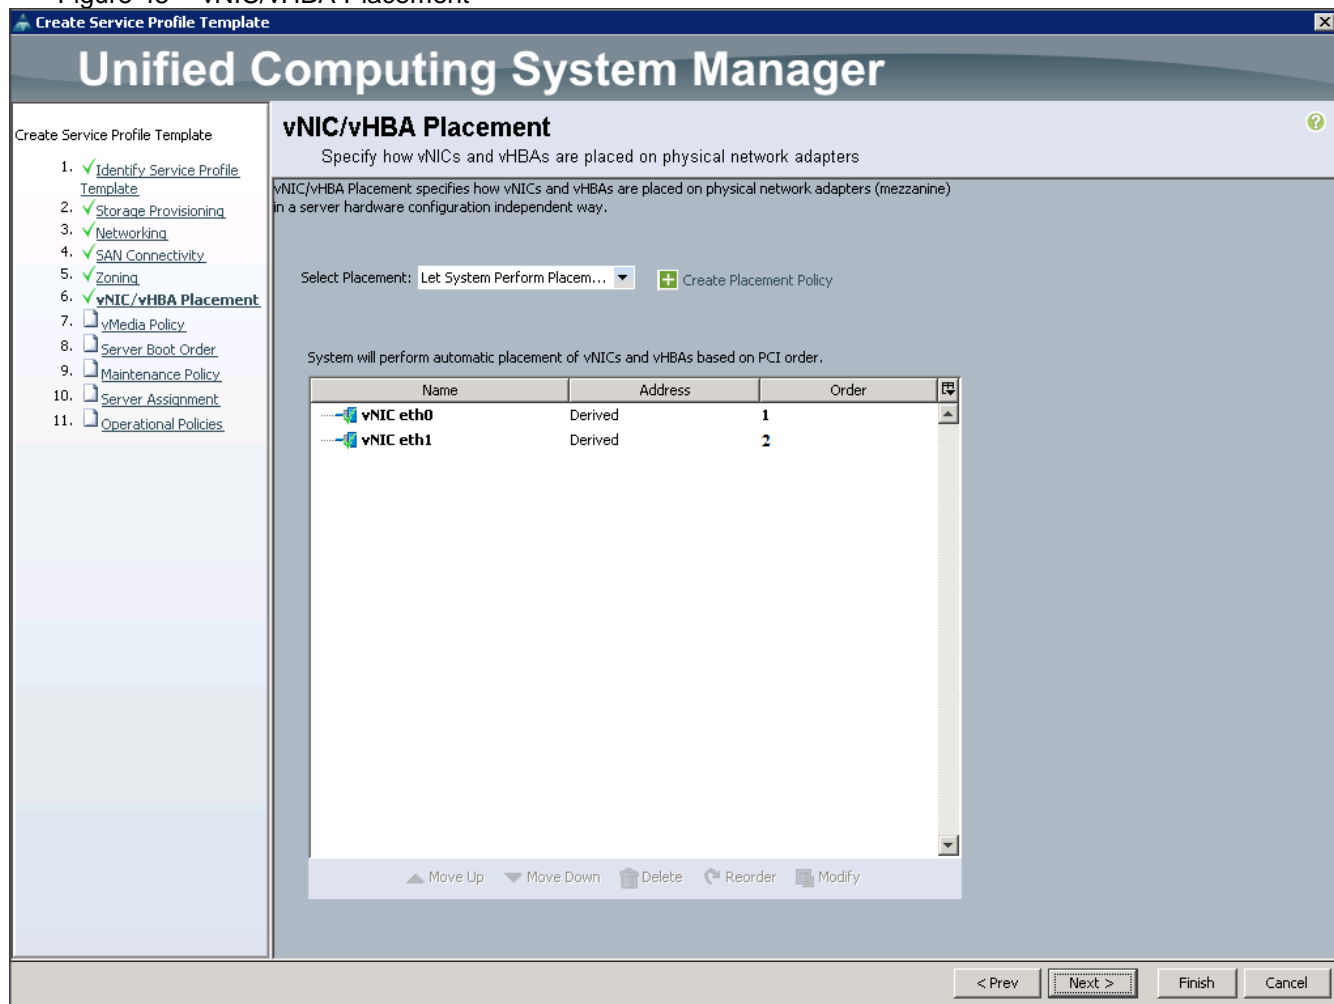 Figure 43 vNIC/vHBA Placement
Create Service Profile Template
Unified Computing System Manager
Create Service Profile Template
1. Identify Service Profile
Template
2. Storage Provisioning
3. Networking
4. SAN Connectivity
5. Zoning
6. vNIC/vHBA Placement
7. vMedia Policy
8. Server Boot Order
9. Maintenance Policy
10. Server Assignment
11. Operational Policies
vNIC/vHBA Placement
Specify how vNICs and vHBAs are placed on physical network adapters
vNIC/vHBA Placement specifies how vNICs and vHBAs are placed on physical network adapters (mezzanine)
in a server hardware configuration independent way.
Select Placement: Let System Perform Placem... Create Placement Policy
System will perform automatic placement of vNICs and vHBAs based on PCI order.
Name Address Order
vNIC eth0 Derived 1
vNIC eth1 Derived 2
Move Up Move Down Delete Reorder Modify
< Prev Next > Finish Cancel